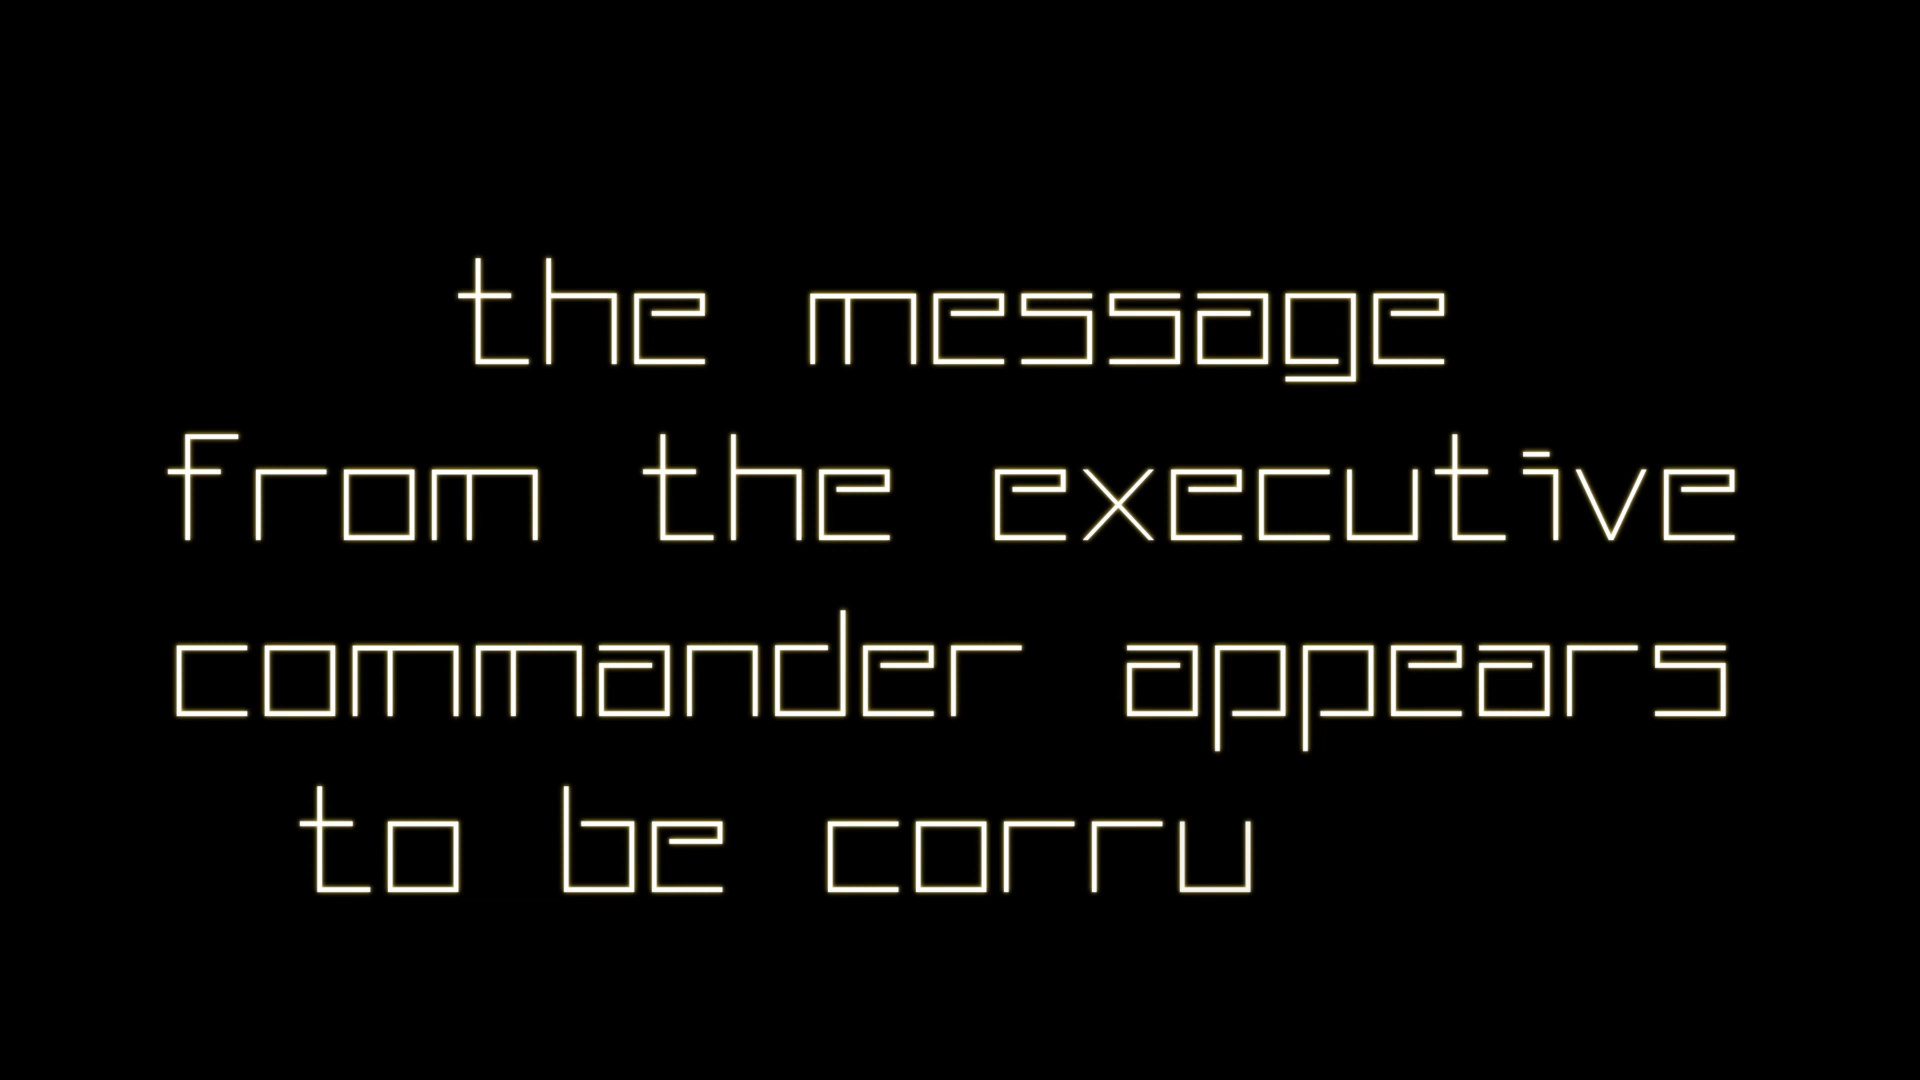 the message
from the executive
commander appears
to be corru